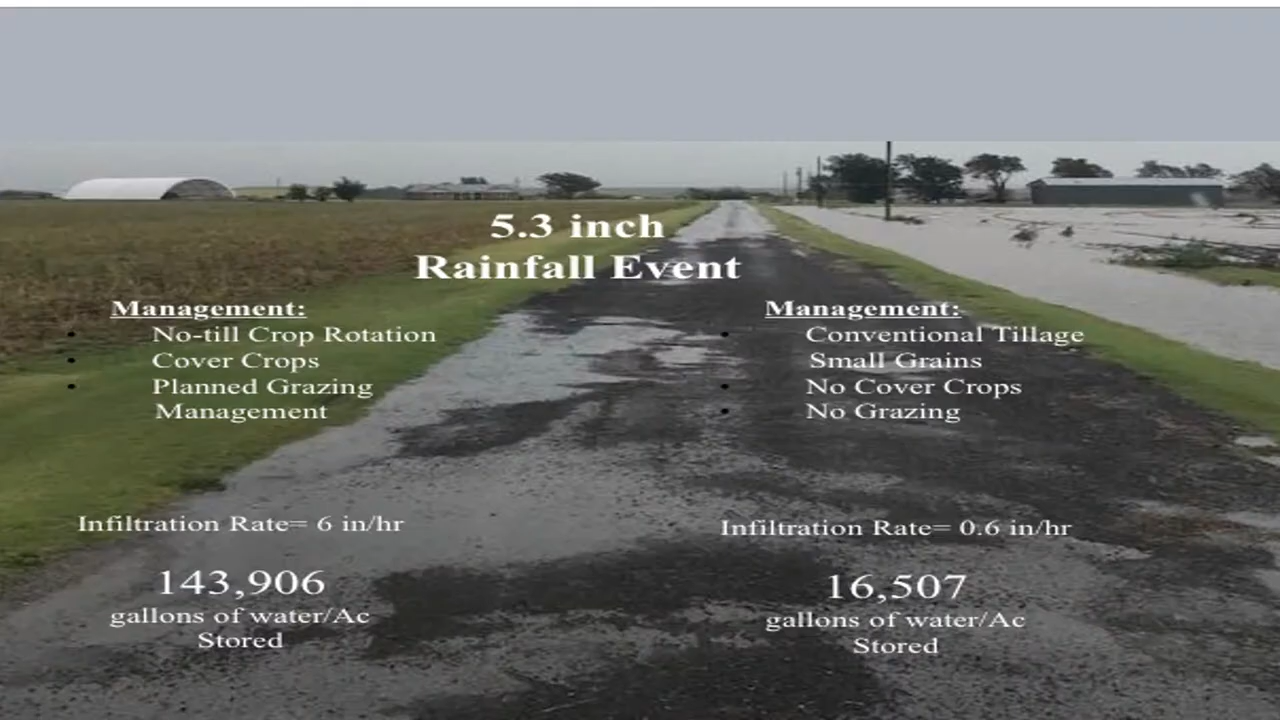 5.3 inch
Rainfall Event
Management:
• No-till Crop Rotation
• Cover Crops
• Planned Grazing
Management
Infiltration Rate= 6 in/hr
143,906
gallons of water/Ac
Stored
Management:
• Conventional Tillage
Small Grains
• No Cover Crops
• No Grazing
Infiltration Rate= 0.6 in/hr
16,507
gallons of water/Ac
Stored